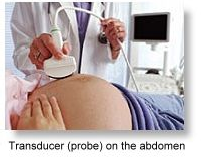 Transducer (probe) on the abdomen